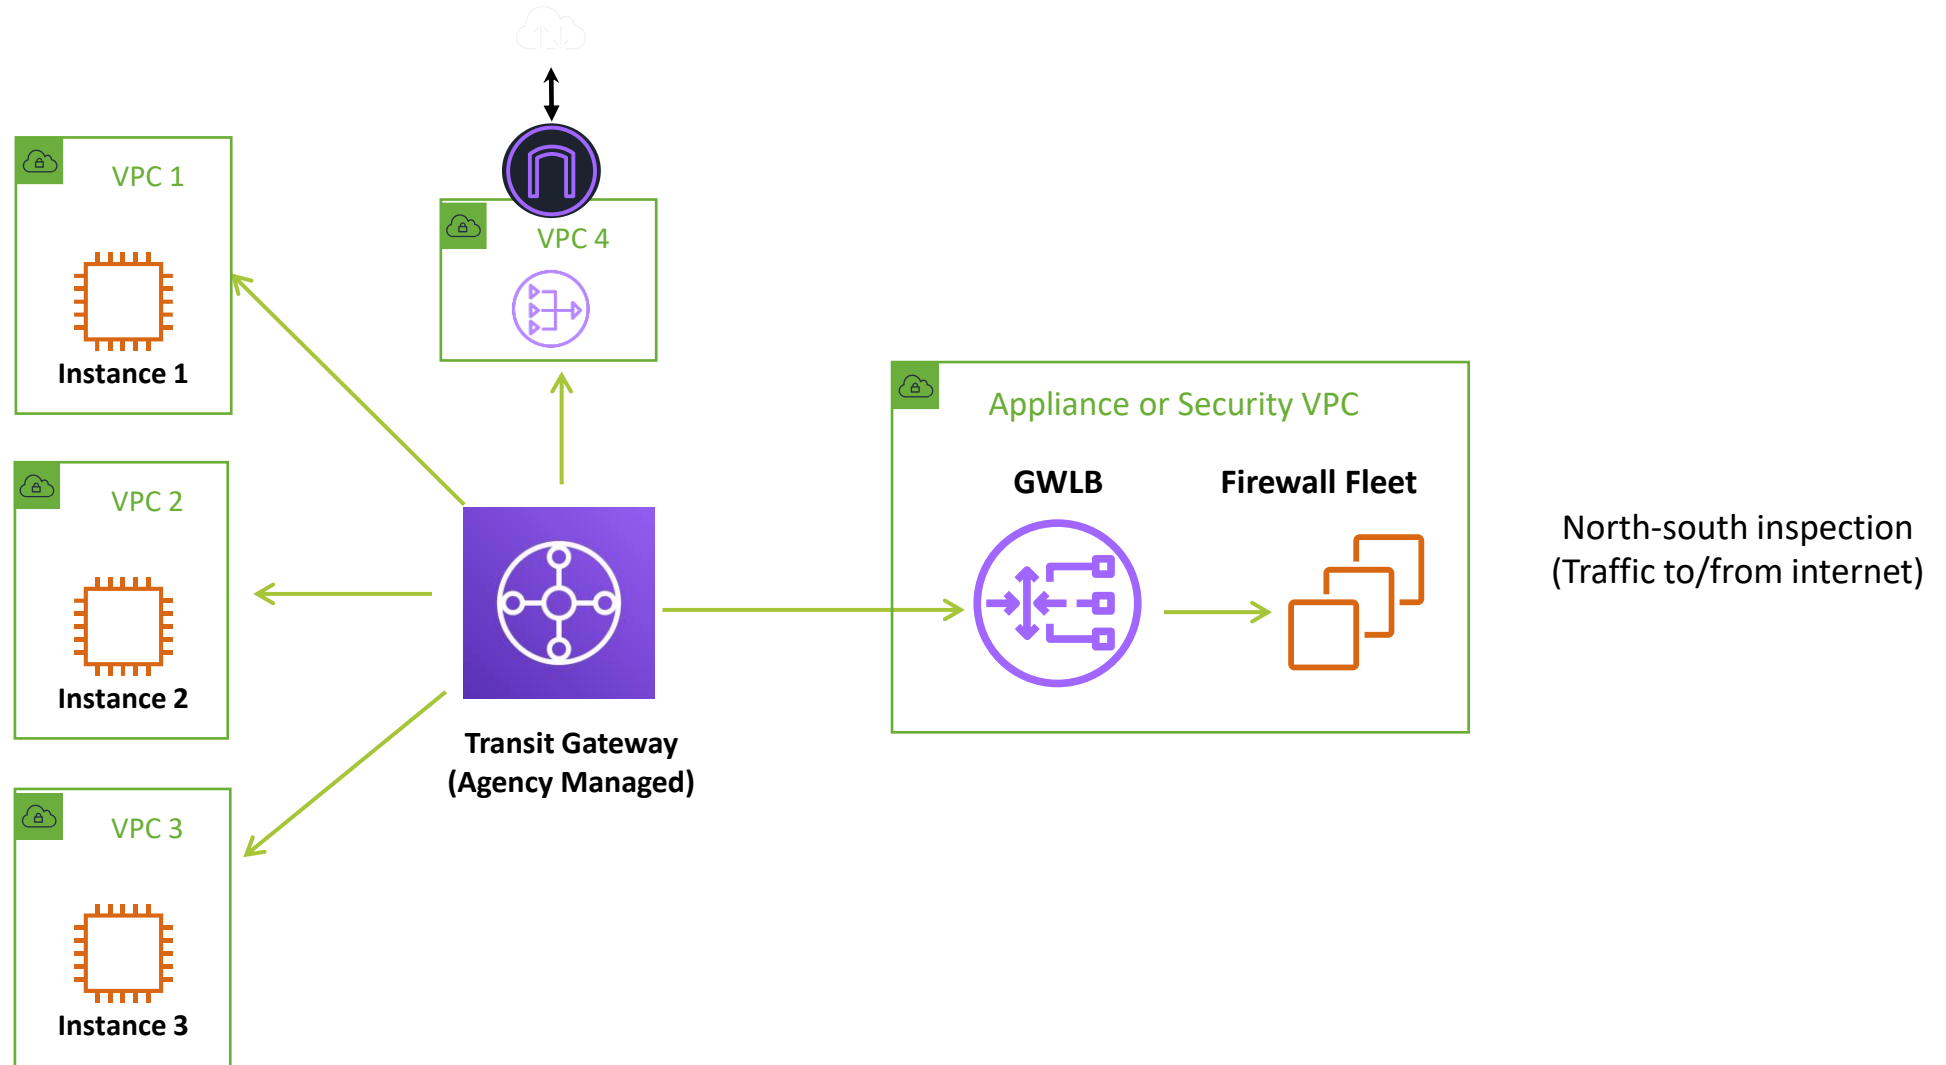 VPC 1
Instance 1
VPC 2
Instance 2
VPC 3
Instance 3
VPC 4
Transit Gateway
(Agency Managed)
Appliance or Security VPC
GWLB
Firewall Fleet
North-south inspection
(Traffic to/from internet)